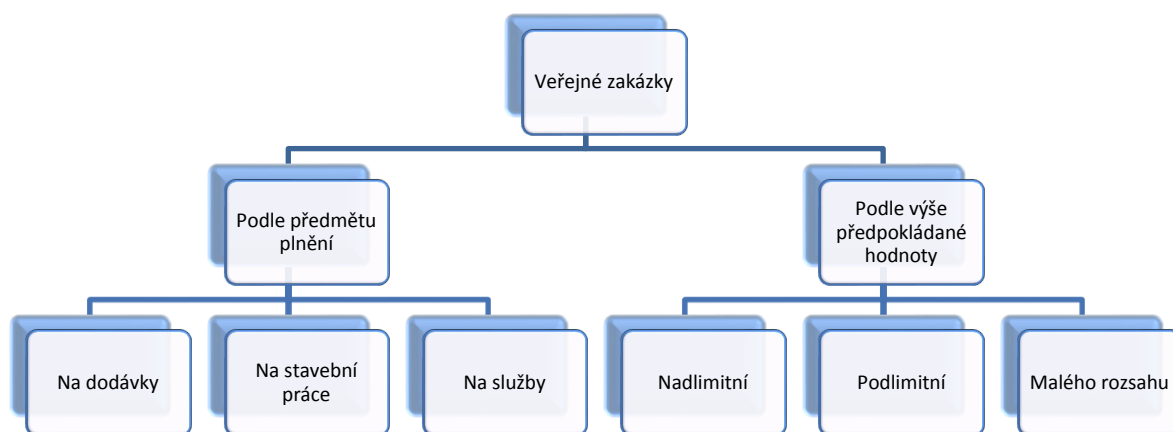 Veřejné zakázky
Podle předmětu
plnění
Podle výše
předpokládané
hodnoty
Na dodávky
Na stavební
práce
Na služby
Nadlimitní
Podlimitní
Malého rozsahu